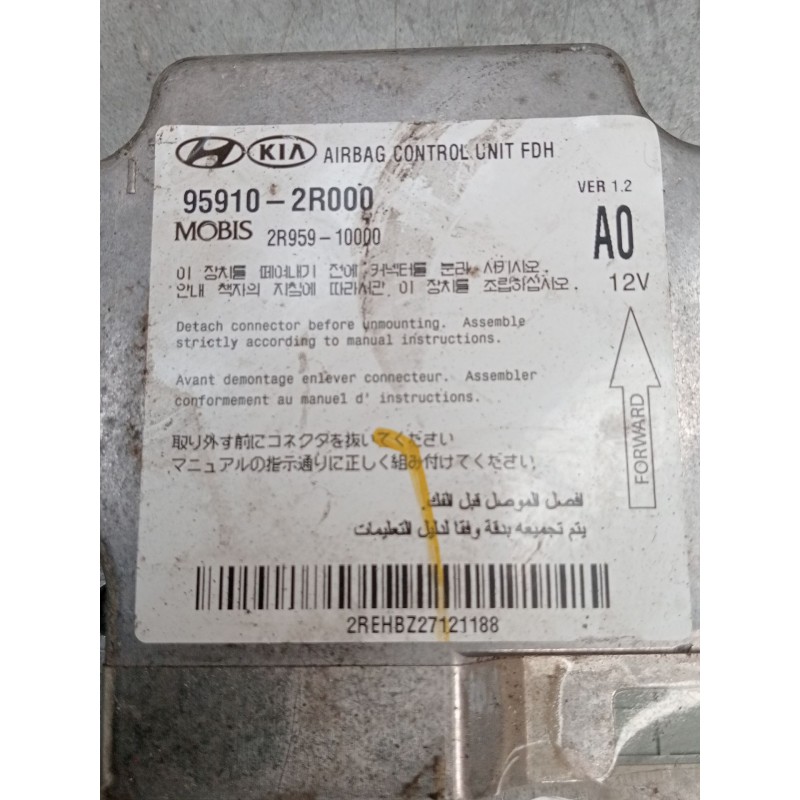 HYUNDAI KIA AIRBAG CONTROL UNIT FDH
95910-2R000 VER 1.2
MOBIS 2R959-10000 A0
이 장치를 떼어내기 전에 커넥터를 분리 시키시오.
안내 책자의 지침에 따라서만 이 장치를 조립하십시오. 12V
Detach connector before unmounting. Assemble
strictly according to manual instructions.
Avant demontage enlever connecteur. Assembler
conformement au manuel d' instructions.
FORWARD
取り外す前にコネクタを抜いてください
マニュアルの指示通りに正しく組み付けてください.
افصل الموصل قبل الفك.
يتم تجميعه بدقة وفقا لدليل التعليمات
2REHBZ27121188